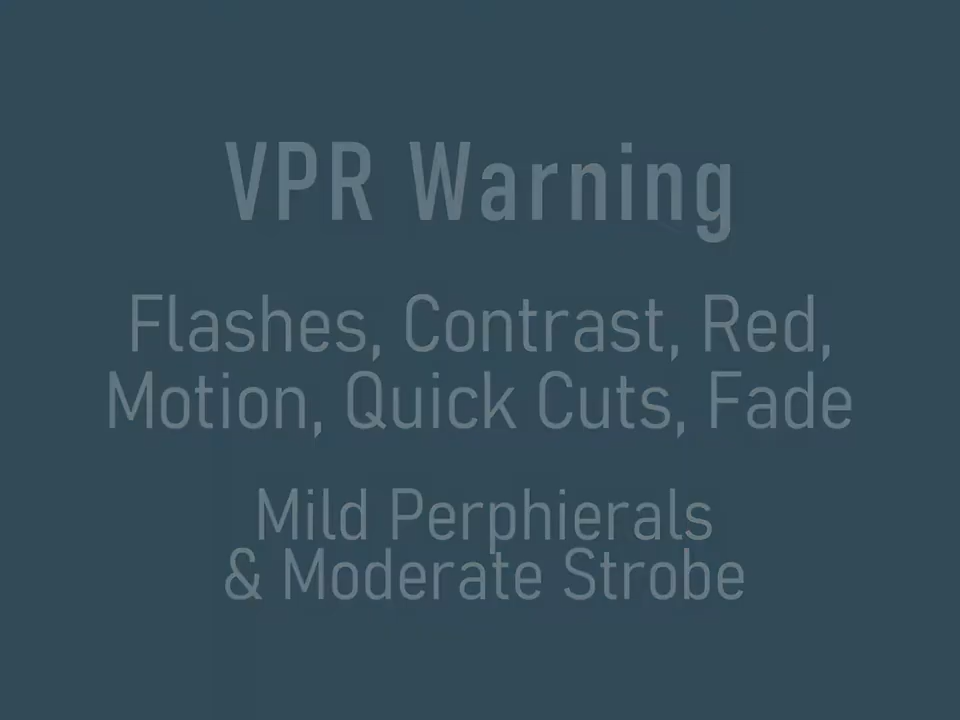 VPR Warning
Flashes, Contrast, Red,
Motion, Quick Cuts, Fade
Mild Perphierals
& Moderate Strobe